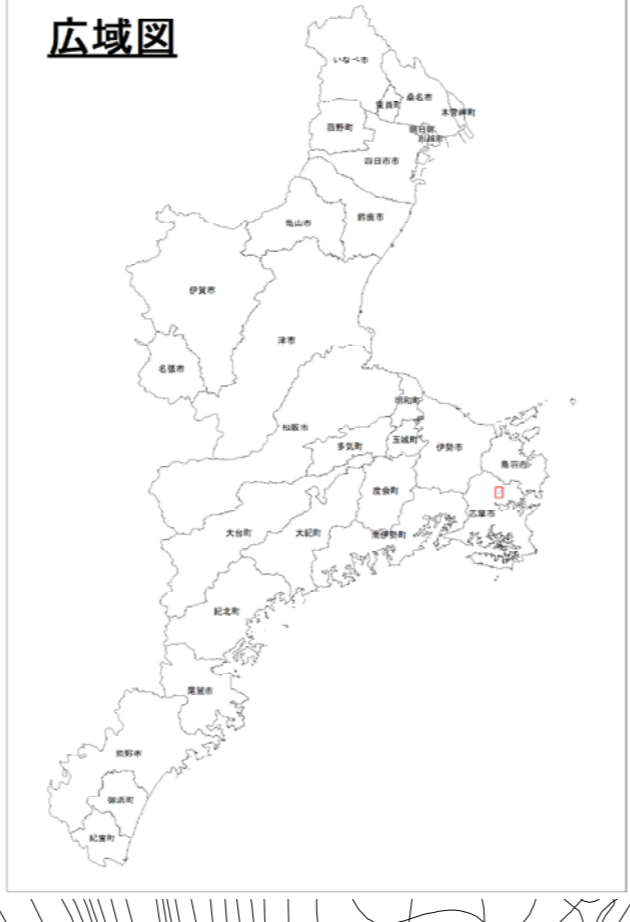 広域図
いなべ市
桑名市
東員町
木曽岬町
菰野町
朝日町
川越町
四日市市
鈴鹿市
亀山市
伊賀市
津市
名張市
明和町
松阪市
玉城町
多気町
伊勢市
鳥羽市
度会町
志摩市
大台町
大紀町
南伊勢町
紀北町
尾鷲市
熊野市
御浜町
紀宝町